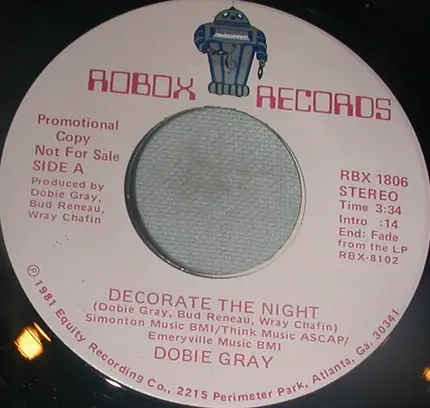 ROBOX RECORDS
Promotional
Copy
Not For Sale
SIDE A
Produced by
Dobie Gray,
Bud Reneau,
Wray Chafin
RBX 1806
STEREO
Time 3:34
Intro :14
End: Fade
from the LP
RBX-8102
DECORATE THE NIGHT
(Dobie Gray, Bud Reneau, Wray Chafin)
Simonton Music BMI/Think Music ASCAP/
Emeryville Music BMI
DOBIE GRAY
Ⓟ 1981 Equity Recording Co., 2215 Perimeter Park, Atlanta, Ga. 30341